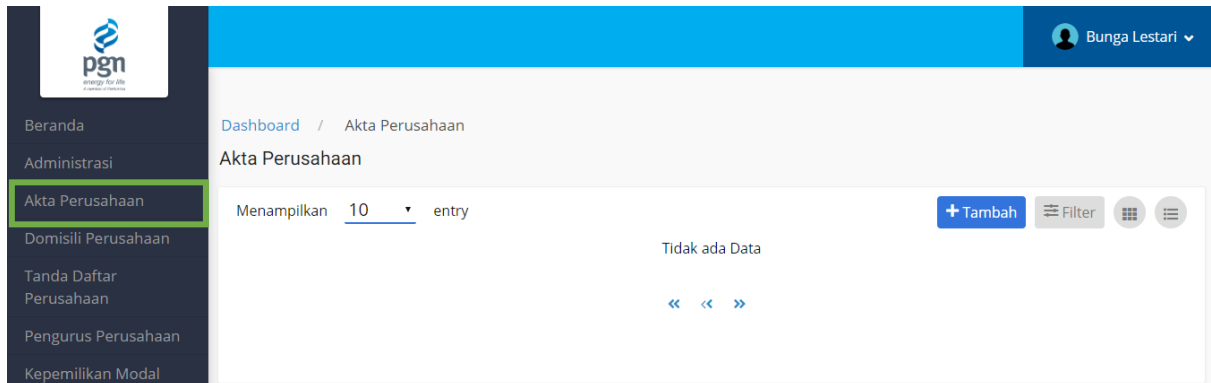 pgn
energy for life
Bunga Lestari
Beranda
Administrasi
Akta Perusahaan
Domisili Perusahaan
Tanda Daftar
Perusahaan
Pengurus Perusahaan
Kepemilikan Modal
Dashboard / Akta Perusahaan
Akta Perusahaan
Menampilkan 10 entry
+ Tambah
Filter
Tidak ada Data
« ‹‹ »